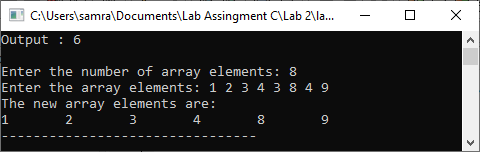 C:\Users\samra\Documents\Lab Assingment C\Lab 2\la...
Output : 6
Enter the number of array elements: 8
Enter the array elements: 1 2 3 4 3 8 4 9
The new array elements are:
1 2 3 4 8 9
--------------------------------